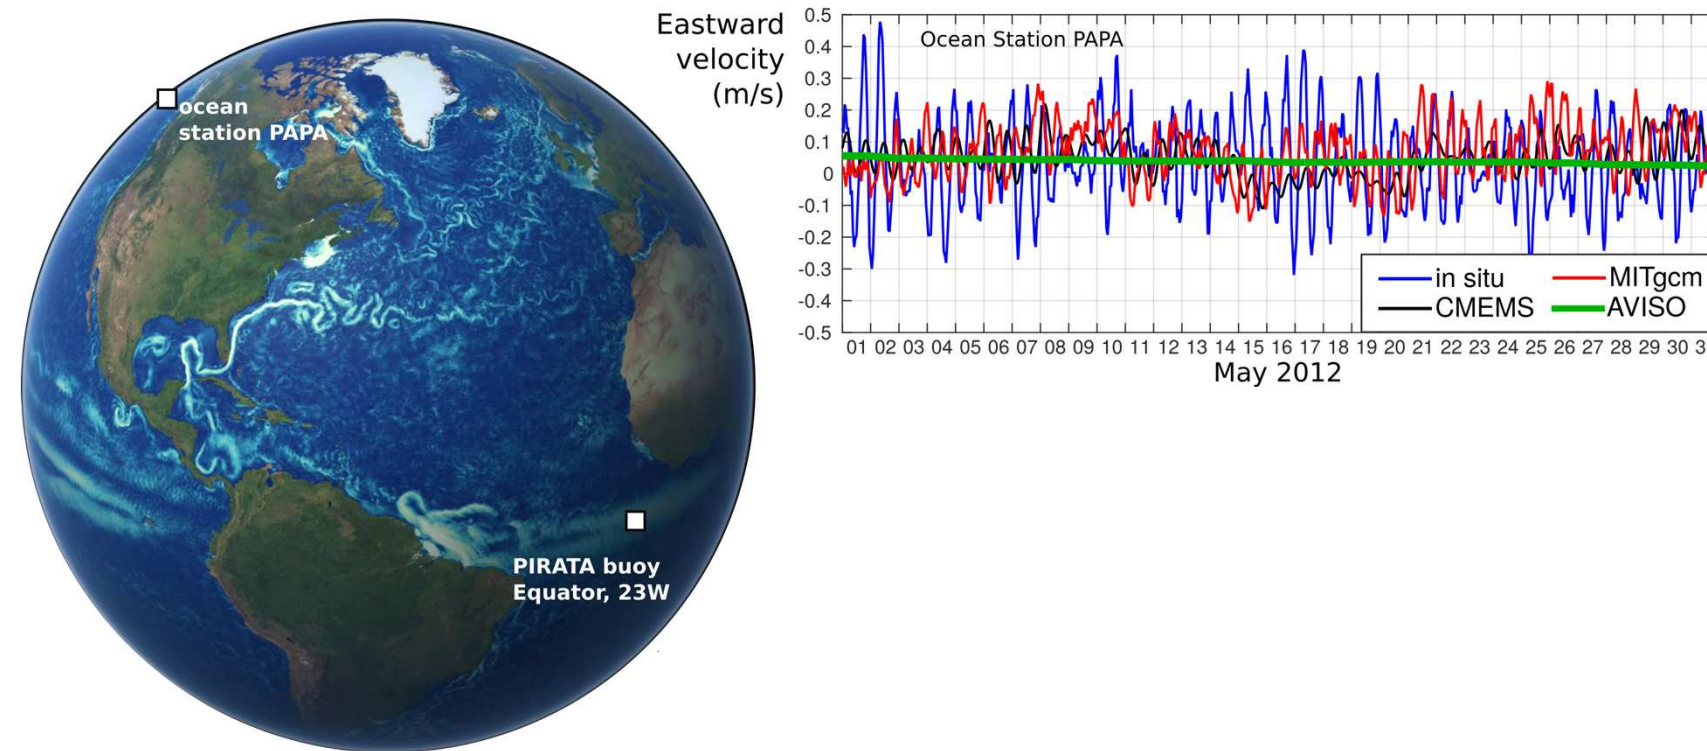 ocean
station PAPA
PIRATA buoy
Equator, 23W
Eastward
velocity
(m/s)
Ocean Station PAPA
0.5
0.4
0.3
0.2
0.1
0
-0.1
-0.2
-0.3
-0.4
-0.5
in situ
MITgcm
CMEMS
AVISO
01 02 03 04 05 06 07 08 09 10 11 12 13 14 15 16 17 18 19 20 21 22 23 24 25 26 27 28 29 30 3
May 2012